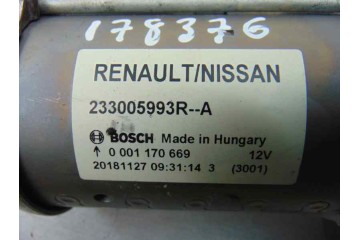 178376
RENAULT/NISSAN
233005993R--A
BOSCH Made in Hungary
↑ 0 001 170 669 12V
20181127 09:31:14 3 (3001)